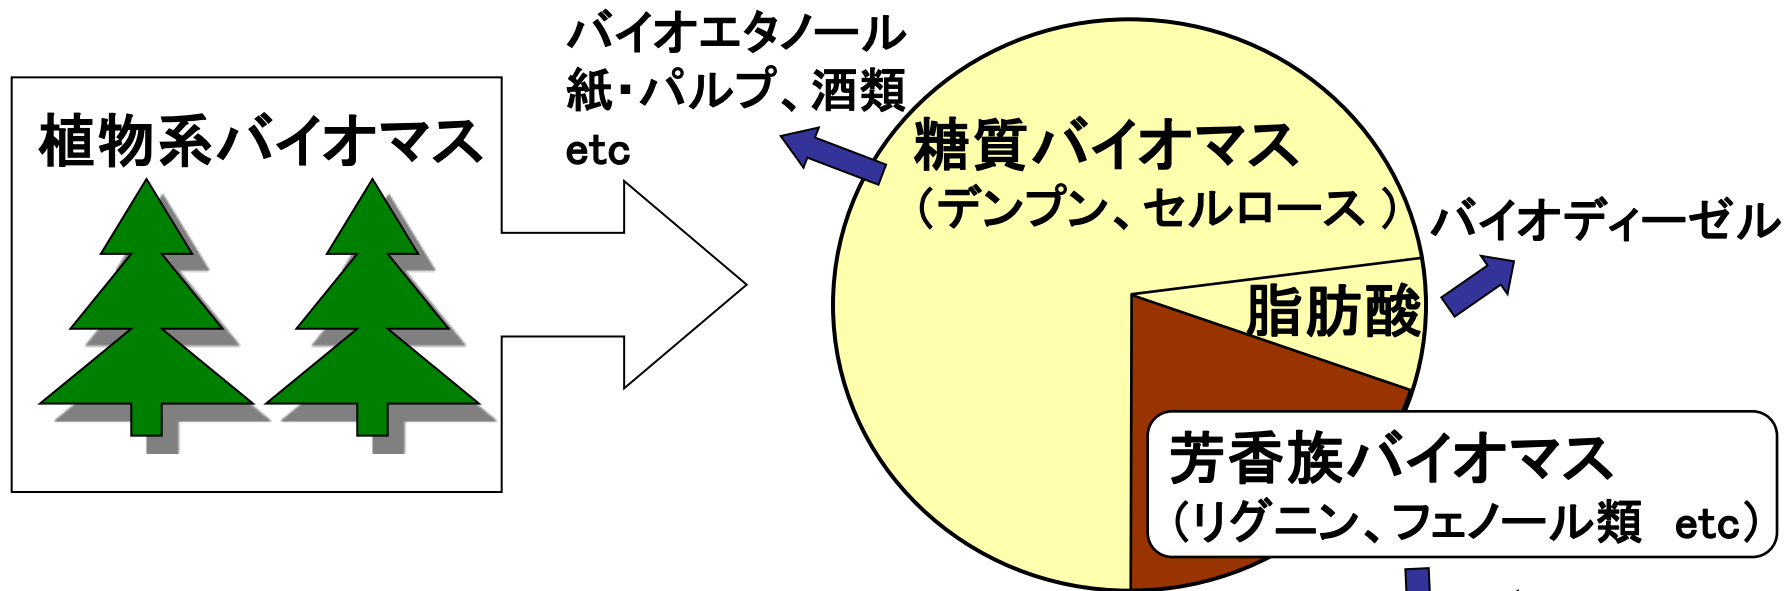 バイオエタノール
紙・パルプ、酒類
etc
植物系バイオマス
糖質バイオマス
（デンプン、セルロース ）
バイオディーゼル
脂肪酸
芳香族バイオマス
（リグニン、フェノール類　etc）